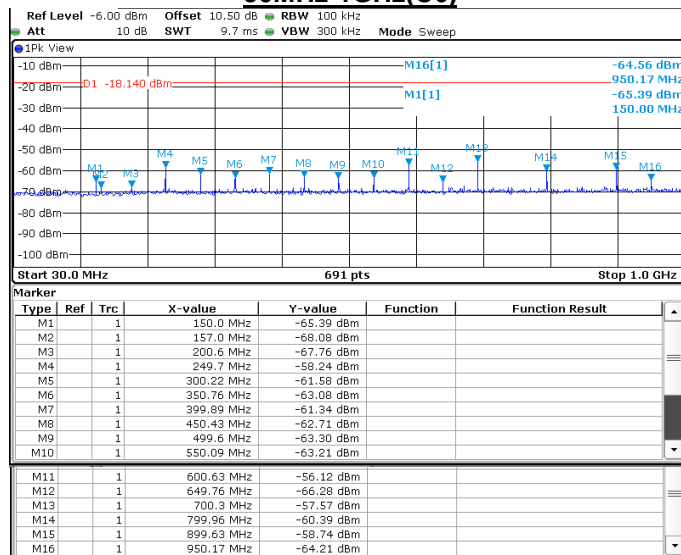 Ref Level -6.00 dBm Offset 10.50 dB RBW 100 kHz
Att 10 dB SWT 9.7 ms VBW 300 kHz Mode Sweep
1Pk View
-10 dBm M16[1] -64.56 dBm
950.17 MHz
-20 dBm D1 -18.140 dBm M1[1] -65.39 dBm
-30 dBm 150.00 MHz
-40 dBm
-50 dBm
M1 M2 M3 M4 M5 M6 M7 M8 M9 M10 M11 M12 M13 M14 M15 M16
-60 dBm
-70 dBm
-80 dBm
-90 dBm
-100 dBm
Start 30.0 MHz 691 pts Stop 1.0 GHz
Marker
Type Ref Trc X-value Y-value Function Function Result
M1 1 150.0 MHz -65.39 dBm
M2 1 157.0 MHz -68.08 dBm
M3 1 200.6 MHz -67.76 dBm
M4 1 249.7 MHz -58.24 dBm
M5 1 300.22 MHz -61.58 dBm
M6 1 350.76 MHz -63.08 dBm
M7 1 399.89 MHz -61.34 dBm
M8 1 450.43 MHz -62.71 dBm
M9 1 499.6 MHz -63.30 dBm
M10 1 550.09 MHz -63.21 dBm
M11 1 600.63 MHz -56.12 dBm
M12 1 649.76 MHz -66.28 dBm
M13 1 700.3 MHz -57.57 dBm
M14 1 799.96 MHz -60.39 dBm
M15 1 899.63 MHz -58.74 dBm
M16 1 950.17 MHz -64.21 dBm